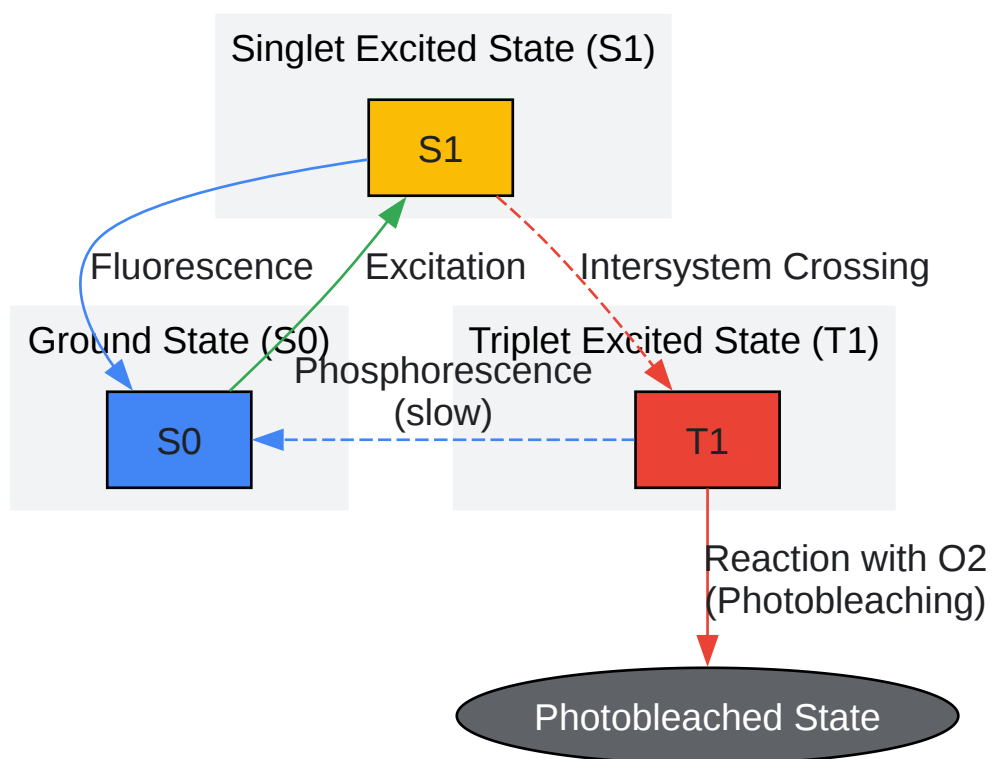 Singlet Excited State (S1)
S1
Fluorescence
Excitation
Intersystem Crossing
Ground State (S0)
Triplet Excited State (T1)
Phosphorescence
(slow)
S0
T1
Reaction with O2
(Photobleaching)
Photobleached State